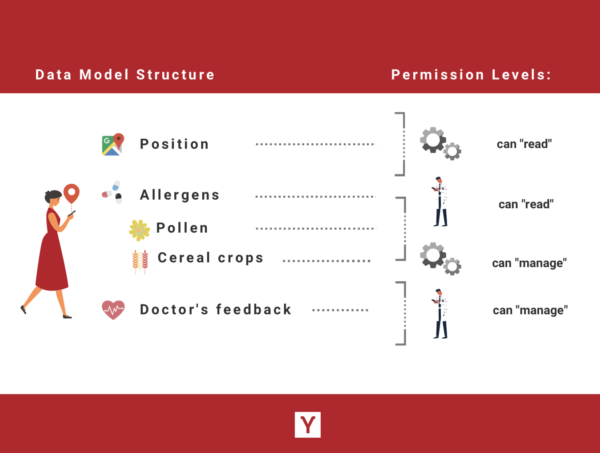 Data Model Structure
Permission Levels:
Position
can "read"
Allergens
can "read"
Pollen
Cereal crops
can "manage"
Doctor's feedback
can "manage"
G
Y